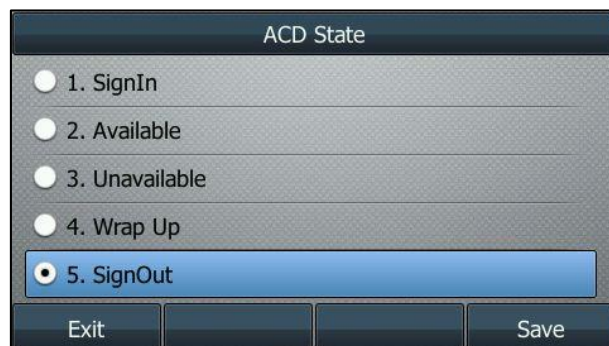 ACD State
1. SignIn
2. Available
3. Unavailable
4. Wrap Up
5. SignOut
Exit Save